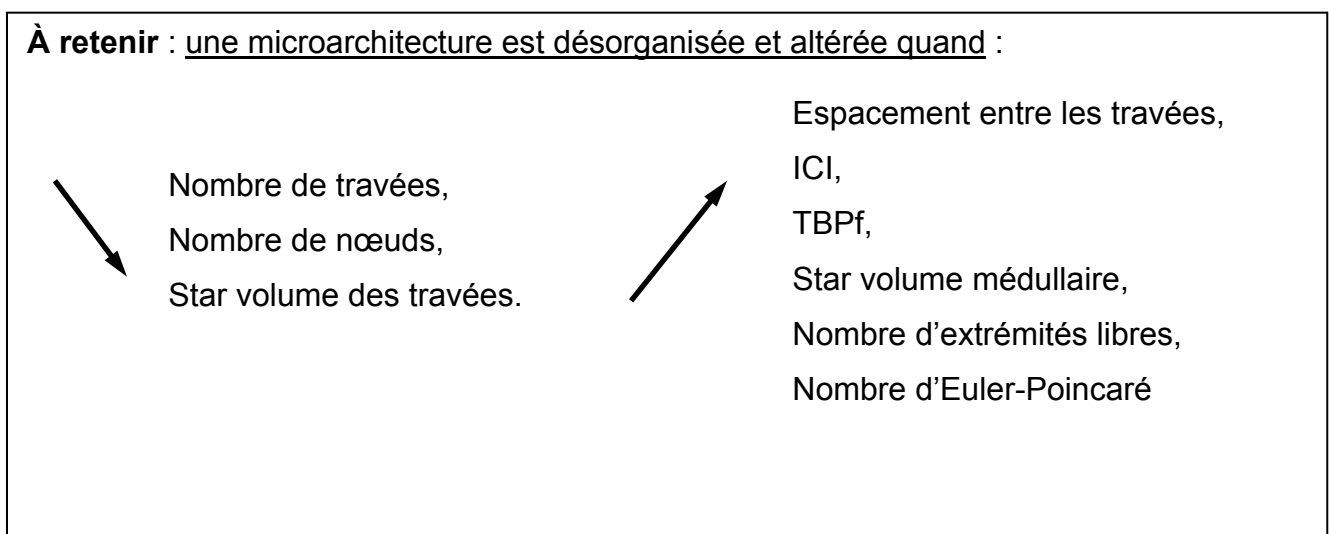 À retenir : une microarchitecture est désorganisée et altérée quand :
Nombre de travées,
Nombre de nœuds,
Star volume des travées.
Espacement entre les travées,
ICI,
TBPf,
Star volume médullaire,
Nombre d’extrémités libres,
Nombre d’Euler-Poincaré